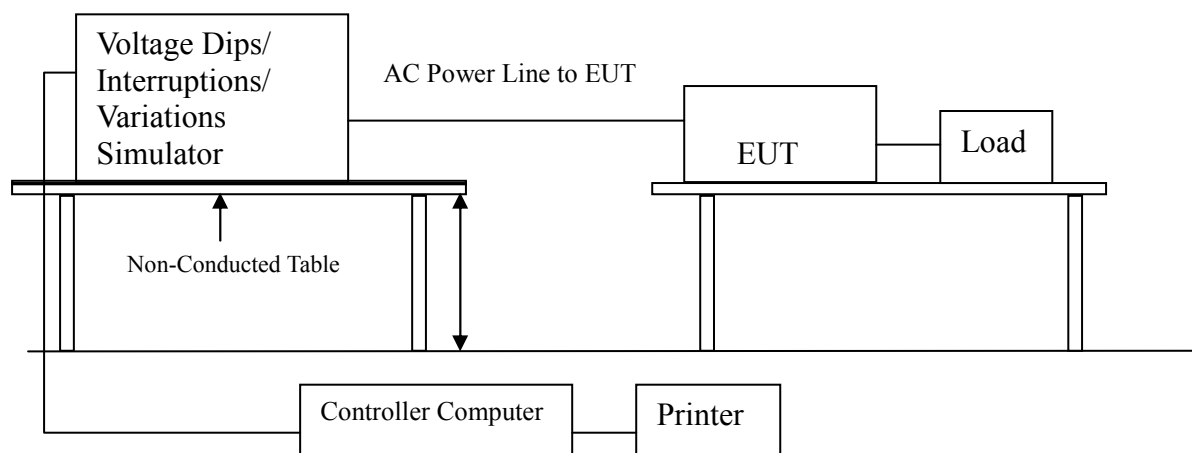 Voltage Dips/
Interruptions/
Variations
Simulator
AC Power Line to EUT
EUT
Load
Non-Conducted Table
Controller Computer
Printer